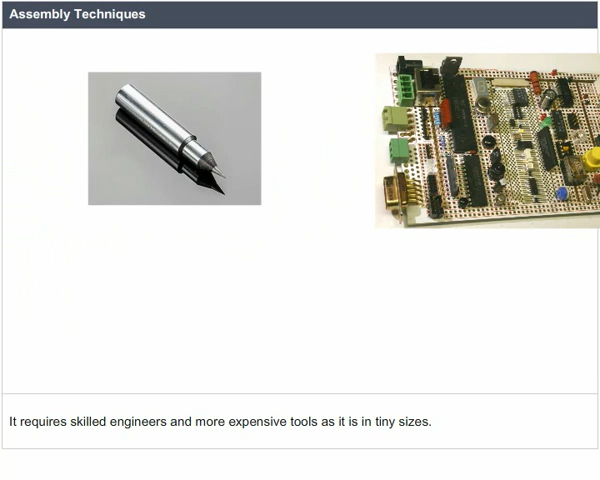 Assembly Techniques
It requires skilled engineers and more expensive tools as it is in tiny sizes.